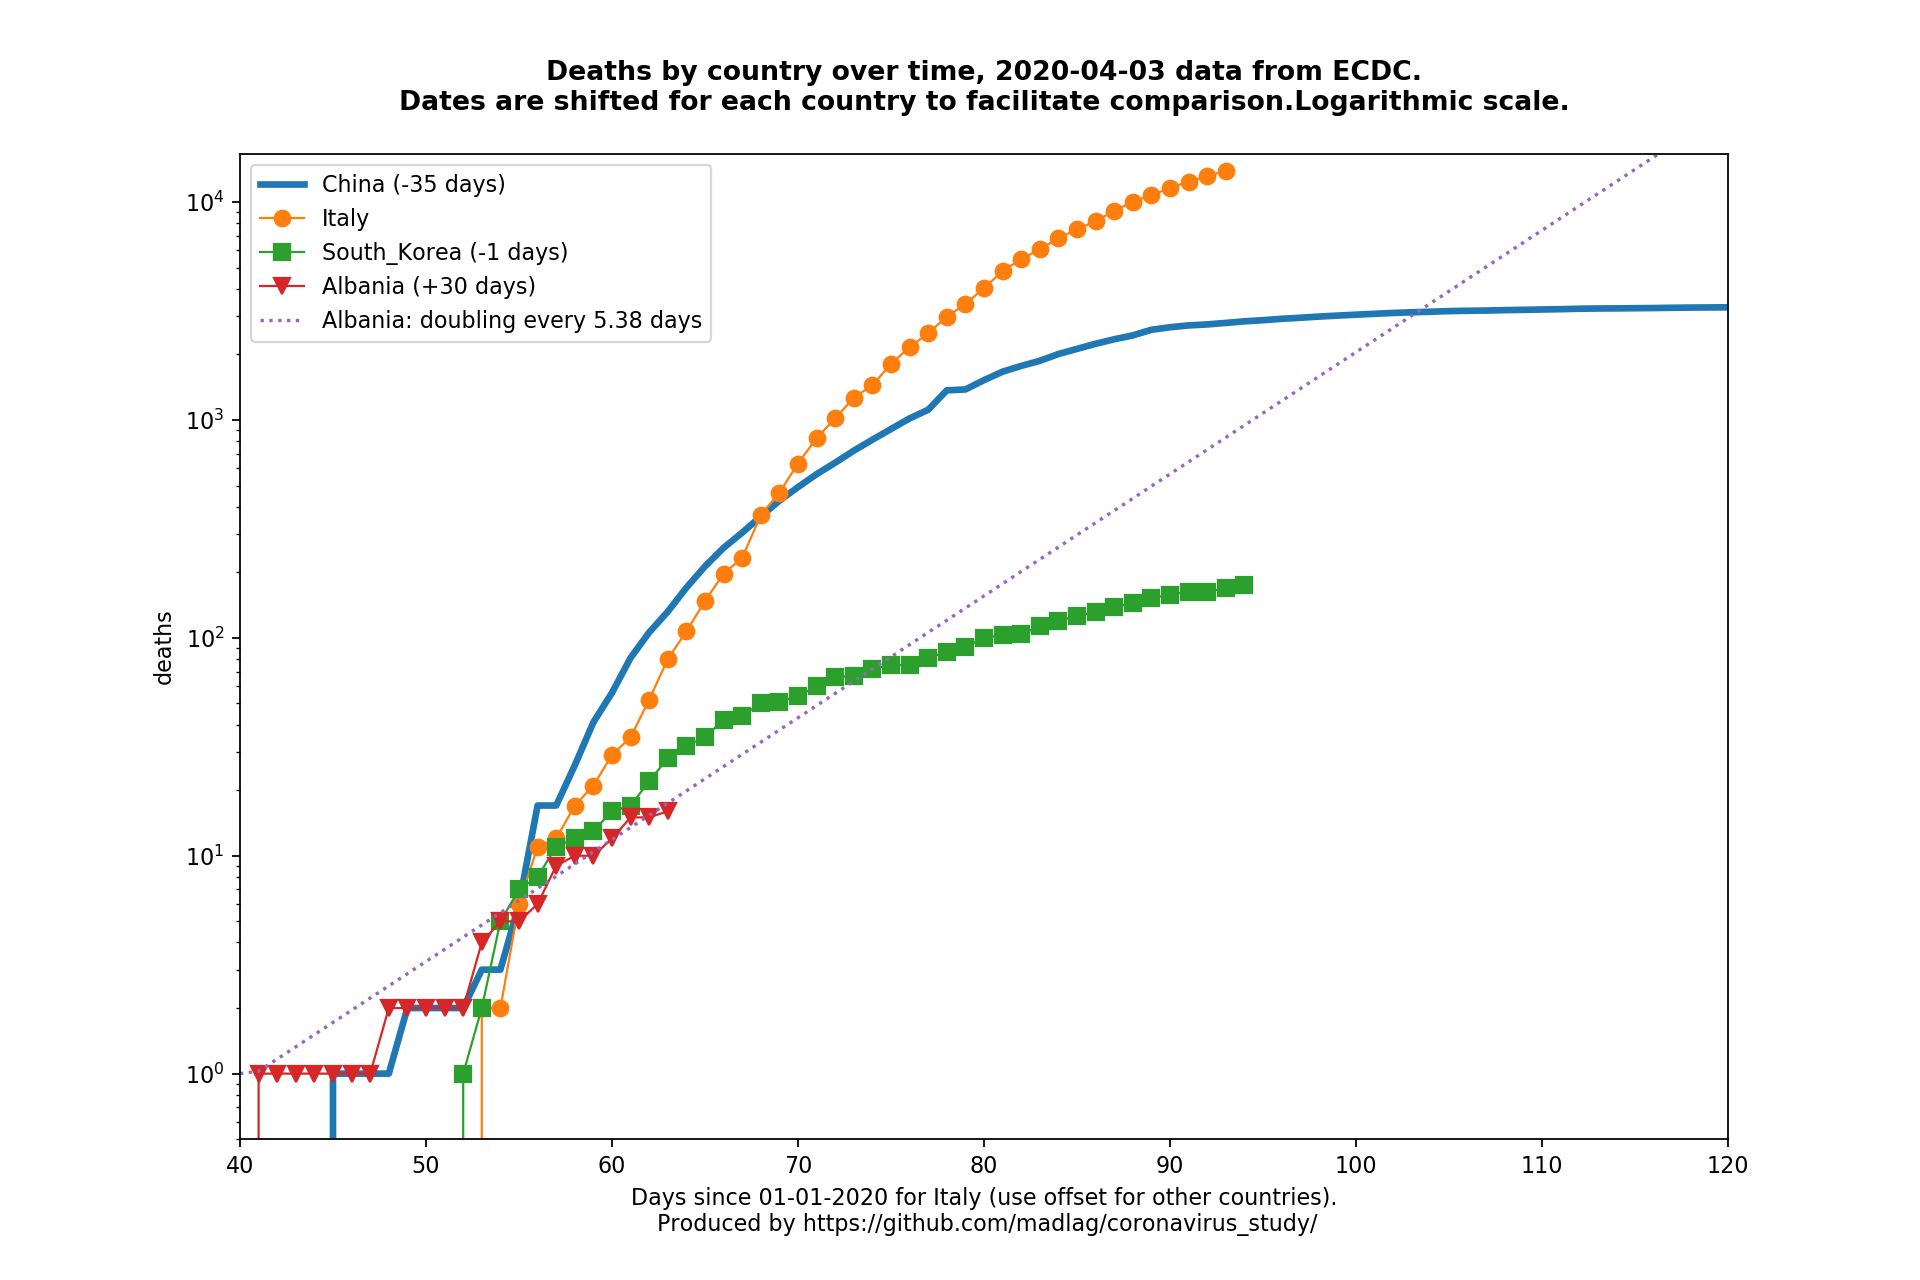 Deaths by country over time, 2020-04-03 data from ECDC.
Dates are shifted for each country to facilitate comparison.Logarithmic scale.
China (-35 days)
Italy
South_Korea (-1 days)
Albania (+30 days)
Albania: doubling every 5.38 days
deaths
10⁴
10³
10²
10¹
10⁰
40 50 60 70 80 90 100 110 120
Days since 01-01-2020 for Italy (use offset for other countries).
Produced by https://github.com/madlag/coronavirus_study/